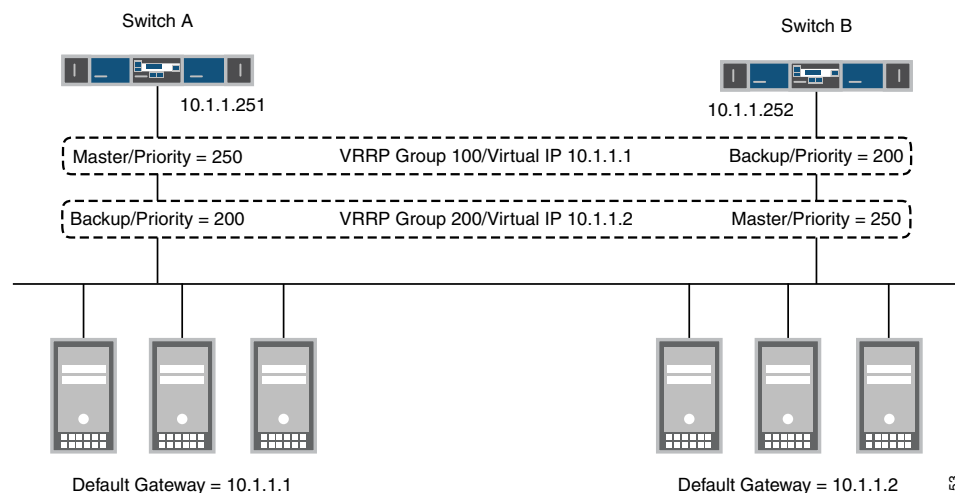 Switch A
Switch B
10.1.1.251
10.1.1.252
Master/Priority = 250
VRRP Group 100/Virtual IP 10.1.1.1
Backup/Priority = 200
Backup/Priority = 200
VRRP Group 200/Virtual IP 10.1.1.2
Master/Priority = 250
Default Gateway = 10.1.1.1
Default Gateway = 10.1.1.2